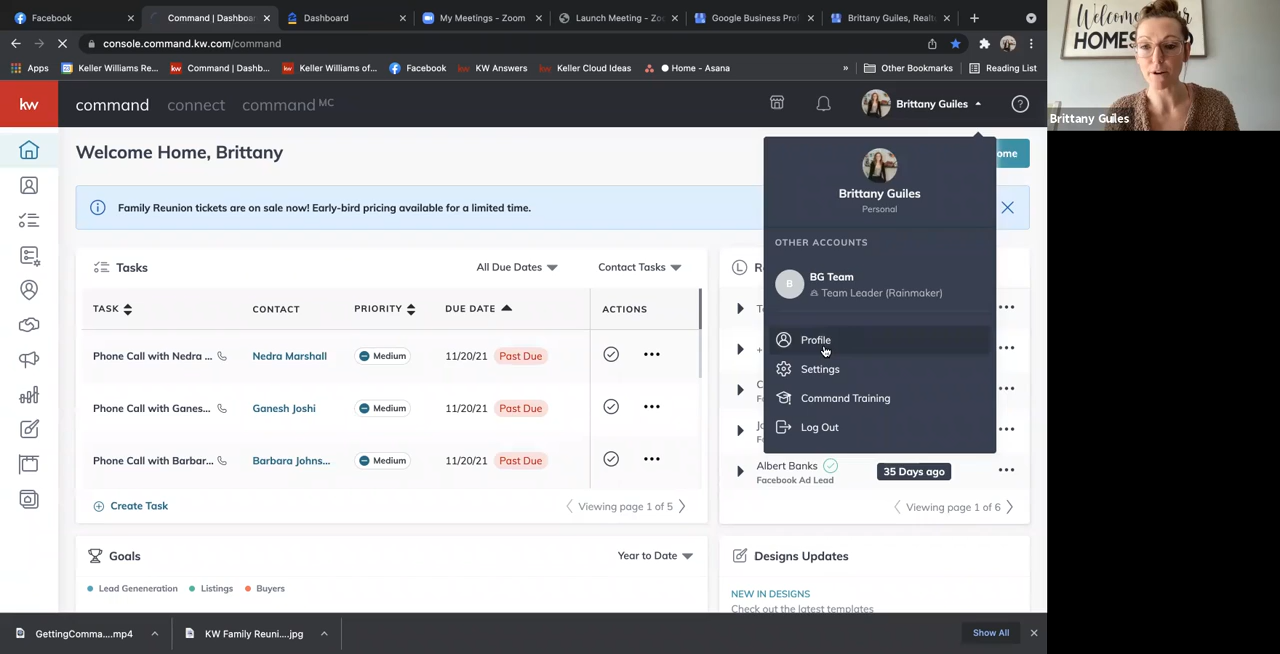 Facebook
Command | Dashboar
Dashboard
My Meetings - Zoom
Launch Meeting - Zoo
Google Business Prof
Brittany Guiles, Realt
console.command.kw.com/command
Apps
Keller Williams Re...
Command | Dashb...
Keller Williams of...
Facebook
KW Answers
Keller Cloud Ideas
Home - Asana
»
Other Bookmarks
Reading List
kw
command
connect
command MC
Brittany Guiles
Welcome Home, Brittany
ome
Family Reunion tickets are on sale now! Early-bird pricing available for a limited time.
Brittany Guiles
Personal
OTHER ACCOUNTS
B
BG Team
Team Leader (Rainmaker)
Profile
Settings
Command Training
Log Out
Tasks
All Due Dates
Contact Tasks
TASK
CONTACT
PRIORITY
DUE DATE
ACTIONS
Phone Call with Nedra ...
Nedra Marshall
Medium
11/20/21
Past Due
Phone Call with Ganes...
Ganesh Joshi
Medium
11/20/21
Past Due
Phone Call with Barbar...
Barbara Johns...
Medium
11/20/21
Past Due
Create Task
Viewing page 1 of 5
Albert Banks
Facebook Ad Lead
35 Days ago
Viewing page 1 of 6
Goals
Year to Date
Lead Geneneration
Listings
Buyers
Designs Updates
NEW IN DESIGNS
Check out the latest templates
GettingComma....mp4
KW Family Reuni....jpg
Show All
Welcome
HOMES
Brittany Guiles